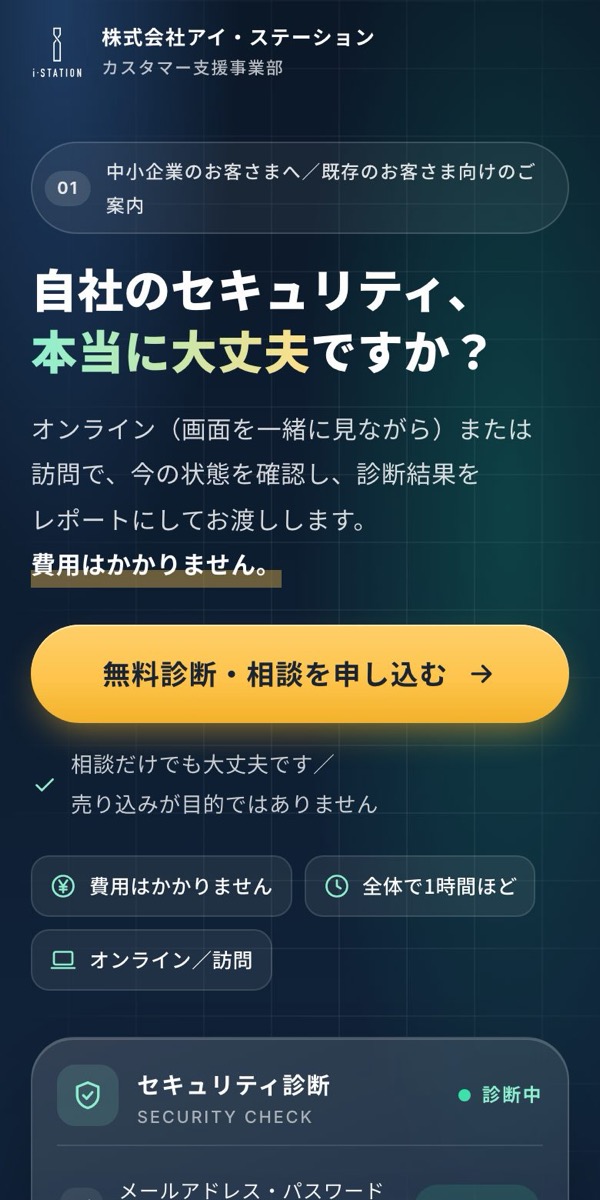 i·STATION
株式会社アイ・ステーション
カスタマー支援事業部
01
中小企業のお客さまへ／既存のお客さま向けのご
案内
自社のセキュリティ、
本当に大丈夫ですか？
オンライン（画面を一緒に見ながら）または
訪問で、今の状態を確認し、診断結果を
レポートにしてお渡しします。
費用はかかりません。
無料診断・相談を申し込む →
相談だけでも大丈夫です／
売り込みが目的ではありません
費用はかかりません
全体で1時間ほど
オンライン／訪問
セキュリティ診断
SECURITY CHECK
診断中
メールアドレス・パスワード